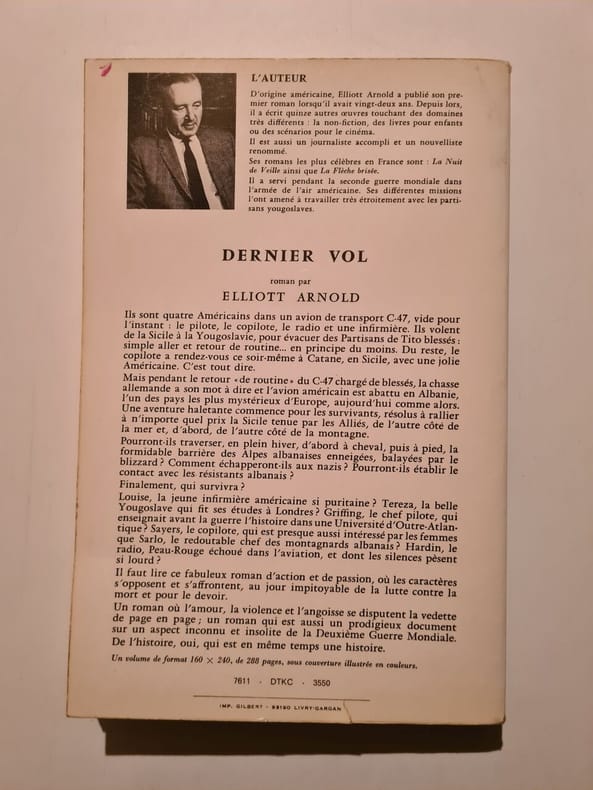 L'AUTEUR
D'origine américaine, Elliott Arnold a publié son pre-
mier roman lorsqu'il avait vingt-deux ans. Depuis lors,
il a écrit quinze autres œuvres touchant des domaines
très différents : la non-fiction, des livres pour enfants
ou des scénarios pour le cinéma.
Il est aussi un journaliste accompli et un nouvelliste
renommé.
Ses romans les plus célèbres en France sont : La Nuit
de Veille ainsi que La Flèche brisée.
Il a servi pendant la seconde guerre mondiale dans
l'armée de l'air américaine. Ses différentes missions
l'ont amené à travailler très étroitement avec les parti-
sans yougoslaves.
DERNIER VOL
roman par
ELLIOTT ARNOLD
Ils sont quatre Américains dans un avion de transport C-47, vide pour
l'instant : le pilote, le copilote, le radio et une infirmière. Ils volent
de la Sicile à la Yougoslavie, pour évacuer des Partisans de Tito blessés :
simple aller et retour de routine... en principe du moins. Du reste, le
copilote a rendez-vous ce soir-même à Catane, en Sicile, avec une jolie
Américaine. C'est tout dire.
Mais pendant le retour « de routine » du C-47 chargé de blessés, la chasse
allemande a son mot à dire et l'avion américain est abattu en Albanie,
l'un des pays les plus mystérieux d'Europe, aujourd'hui comme alors.
Une aventure haletante commence pour les survivants, résolus à rallier
à n'importe quel prix la Sicile tenue par les Alliés, de l'autre côté de
la mer et, d'abord, de l'autre côté de la montagne.
Pourront-ils traverser, en plein hiver, d'abord à cheval, puis à pied, la
formidable barrière des Alpes albanaises enneigées, balayées par le
blizzard ? Comment échapperont-ils aux nazis ? Pourront-ils établir le
contact avec les résistants albanais ?
Finalement, qui survivra ?
Louise, la jeune infirmière américaine si puritaine ? Tereza, la belle
Yougoslave qui fit ses études à Londres ? Griffing, le chef pilote, qui
enseignait avant la guerre l'histoire dans une Université d'Outre-Atlan-
tique ? Sayers, le copilote, qui est presque aussi intéressé par les femmes
que Sarlo, le redoutable chef des montagnards albanais ? Hardin, le
radio, Peau-Rouge échoué dans l'aviation, et dont les silences pèsent
si lourd ?
Il faut lire ce fabuleux roman d'action et de passion, où les caractères
s'opposent et s'affrontent, au jour impitoyable de la lutte contre la
mort et pour le devoir.
Un roman où l'amour, la violence et l'angoisse se disputent la vedette
de page en page ; un roman qui est aussi un prodigieux document
sur un aspect inconnu et insolite de la Deuxième Guerre Mondiale.
De l'histoire, oui, qui est en même temps une histoire.
Un volume de format 160 × 240, de 288 pages, sous couverture illustrée en couleurs.
7611 · DTKC · 3550
IMP. GILBERT - 93190 LIVRY-GARGAN